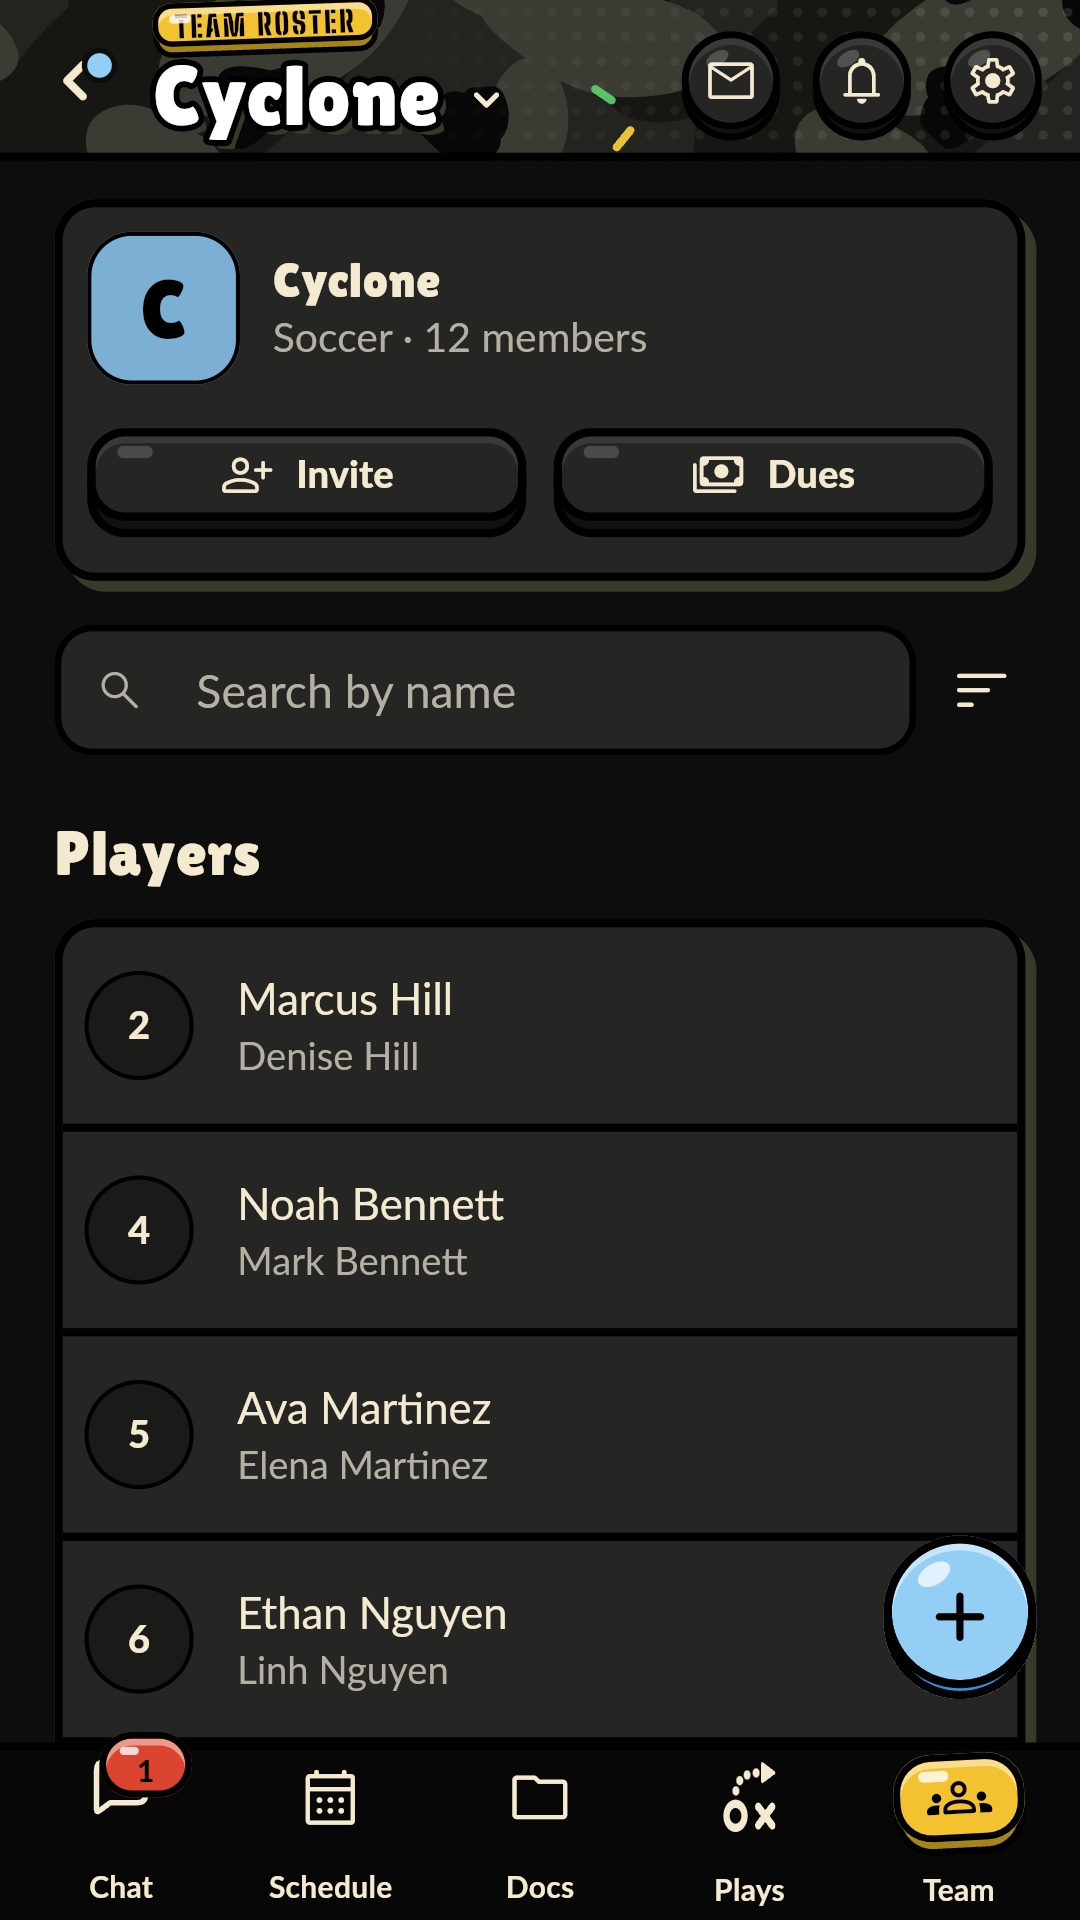 TEAM ROSTER
Cyclone
C
Cyclone
Soccer · 12 members
Invite
Dues
Search by name
Players
2
Marcus Hill
Denise Hill
4
Noah Bennett
Mark Bennett
5
Ava Martinez
Elena Martinez
6
Ethan Nguyen
Linh Nguyen
1
Chat
Schedule
Docs
Plays
Team